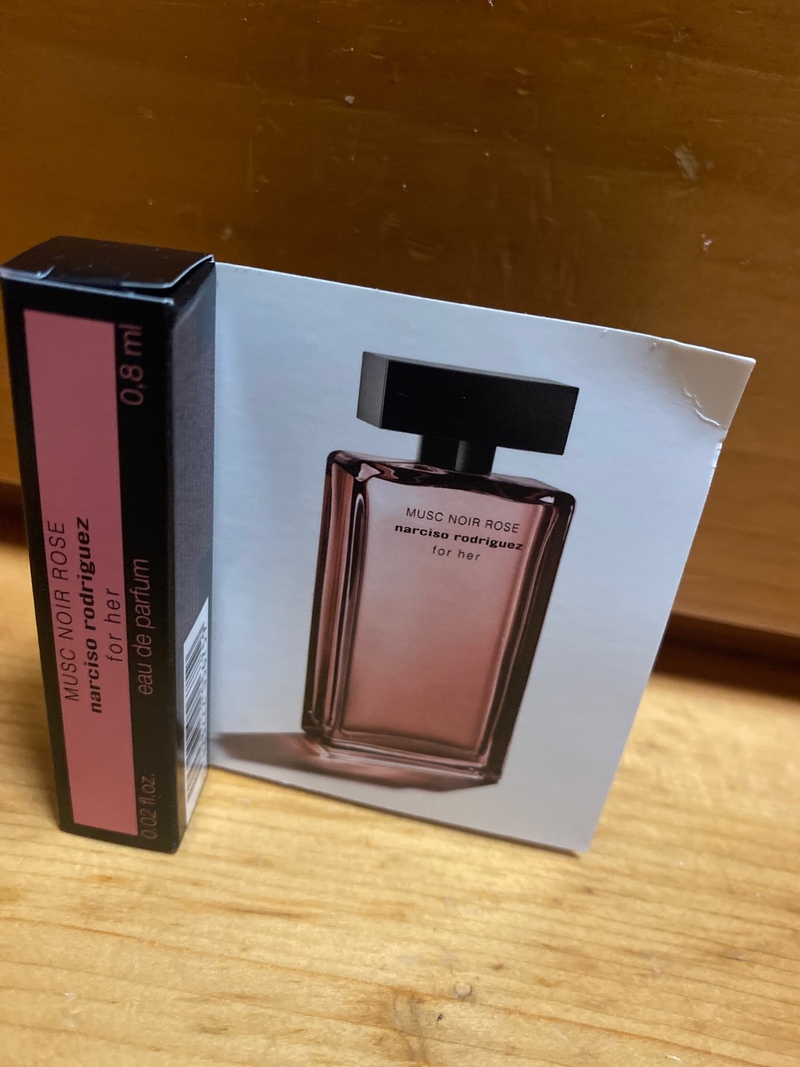 MUSC NOIR ROSE
narciso rodriguez
for her
eau de parfum
0,8 ml
0.02 fl.oz.
MUSC NOIR ROSE
narciso rodriguez
for her